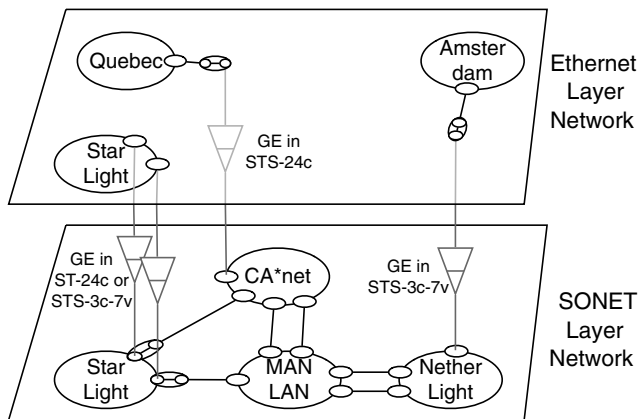 Quebec
Amster
dam
Ethernet
Layer
Network
GE in
STS-24c
Star
Light
GE in
ST-24c or
STS-3c-7v
CA*net
GE in
STS-3c-7v
SONET
Layer
Network
Star
Light
MAN
LAN
Nether
Light